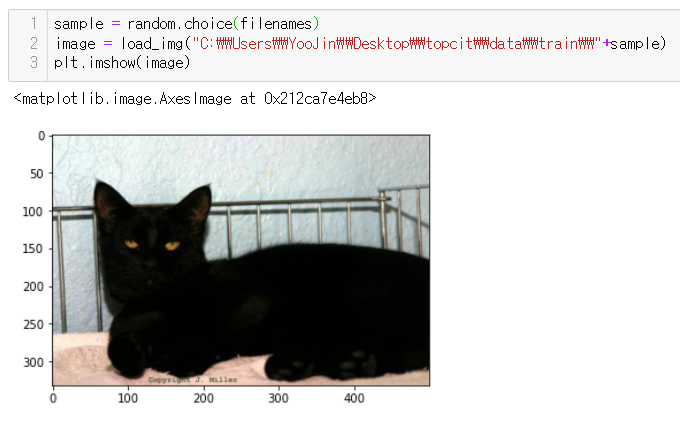 1 sample = random.choice(filenames)
2 image = load_img("C:₩₩Users₩₩YooJin₩₩Desktop₩₩topcit₩₩data₩₩train₩₩"+sample)
3 plt.imshow(image)
<matplotlib.image.AxesImage at 0x212ca7e4eb8>
0
50
100
150
200
250
300
Copyright J. Miller
0 100 200 300 400